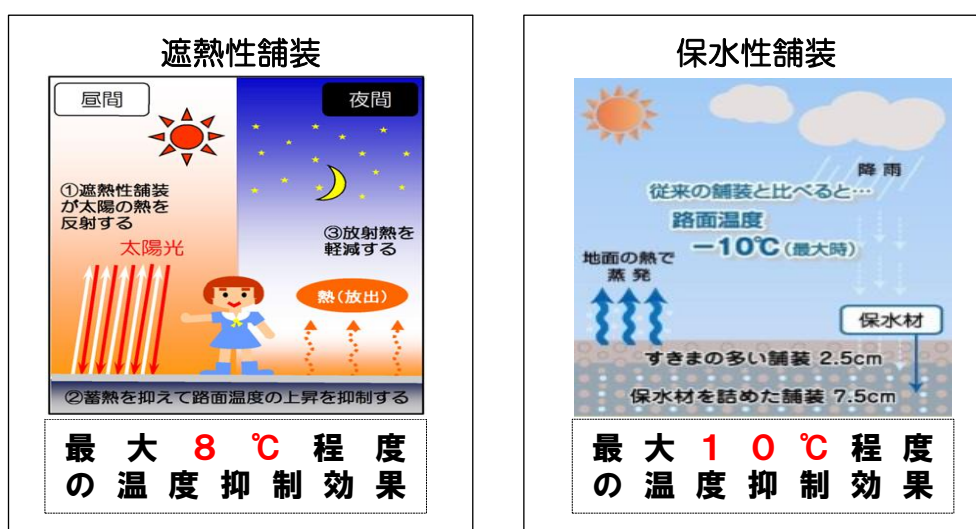 遮熱性舗装
昼間
夜間
①遮熱性舗装
が太陽の熱を
反射する
太陽光
③放射熱を
軽減する
熱(放出)
②蓄熱を抑えて路面温度の上昇を抑制する
最大8℃程度
の温度抑制効果
保水性舗装
降雨
従来の舗装と比べると…
路面温度
−10℃(最大時)
地面の熱で
蒸発
保水材
すきまの多い舗装 2.5cm
保水材を詰めた舗装 7.5cm
最大10℃程度
の温度抑制効果